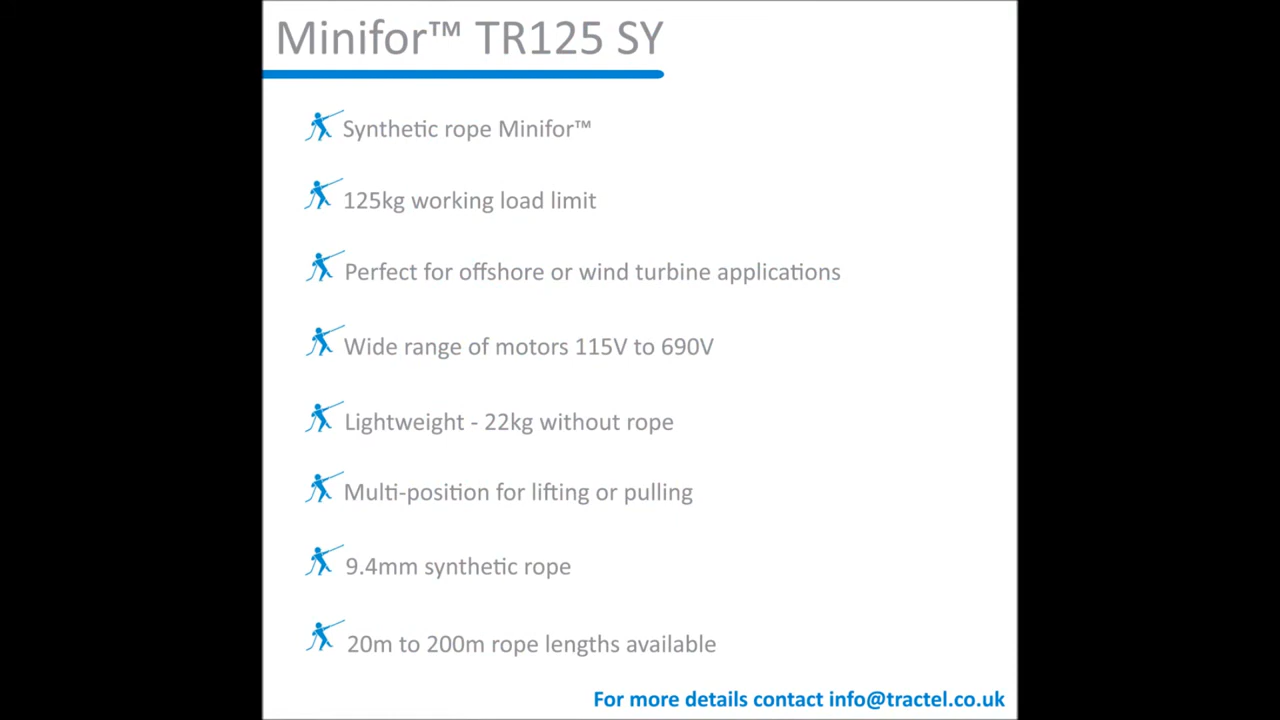 Minifor™ TR125 SY
Synthetic rope Minifor™
125kg working load limit
Perfect for offshore or wind turbine applications
Wide range of motors 115V to 690V
Lightweight - 22kg without rope
Multi-position for lifting or pulling
9.4mm synthetic rope
20m to 200m rope lengths available
For more details contact info@tractel.co.uk